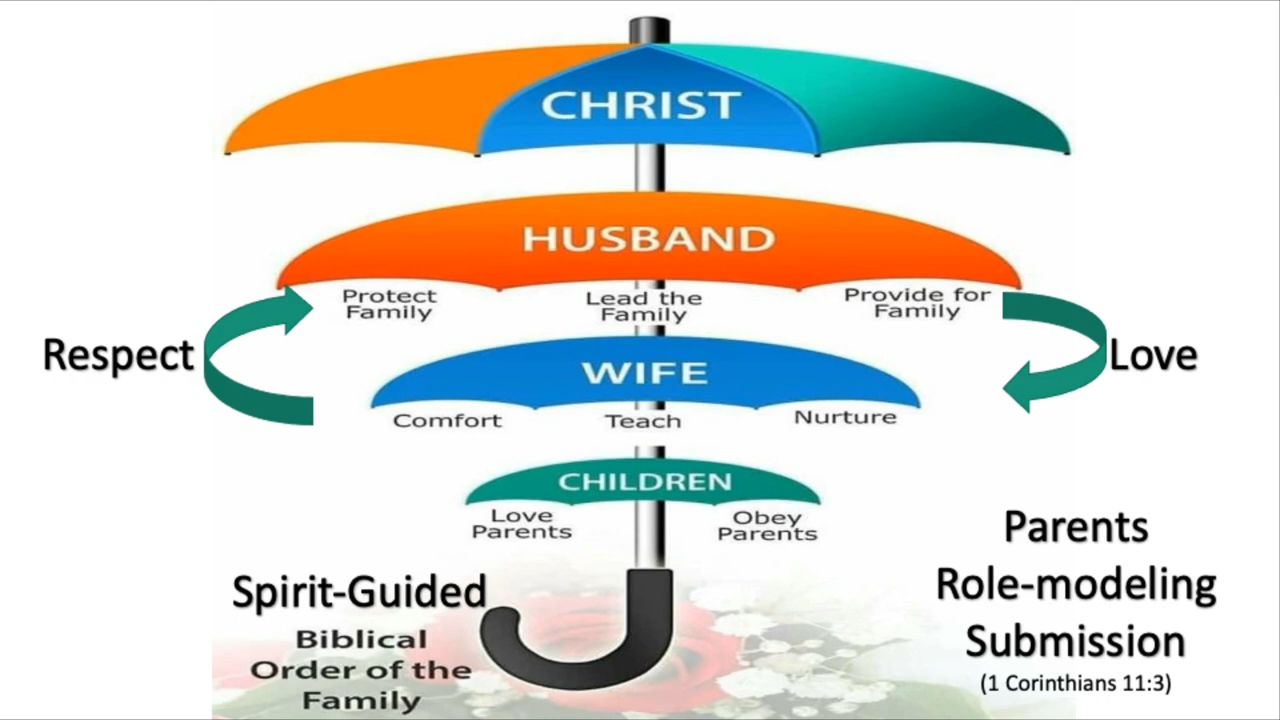 CHRIST
HUSBAND
Protect
Family
Lead the
Family
Provide for
Family
Respect
Love
WIFE
Comfort
Teach
Nurture
CHILDREN
Love
Parents
Obey
Parents
Spirit-Guided
Biblical
Order of the
Family
Parents
Role-modeling
Submission
(1 Corinthians 11:3)